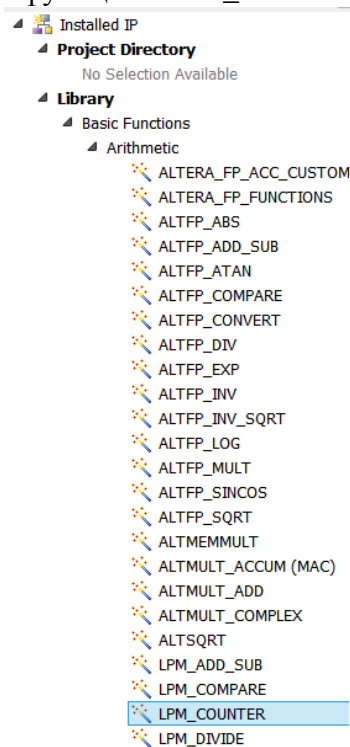 Installed IP
Project Directory
No Selection Available
Library
Basic Functions
Arithmetic
ALTERA_FP_ACC_CUSTOM
ALTERA_FP_FUNCTIONS
ALTFP_ABS
ALTFP_ADD_SUB
ALTFP_ATAN
ALTFP_COMPARE
ALTFP_CONVERT
ALTFP_DIV
ALTFP_EXP
ALTFP_INV
ALTFP_INV_SQRT
ALTFP_LOG
ALTFP_MULT
ALTFP_SINCOS
ALTFP_SQRT
ALTMEMMULT
ALTMULT_ACCUM (MAC)
ALTMULT_ADD
ALTMULT_COMPLEX
ALTSQRT
LPM_ADD_SUB
LPM_COMPARE
LPM_COUNTER
LPM_DIVIDE